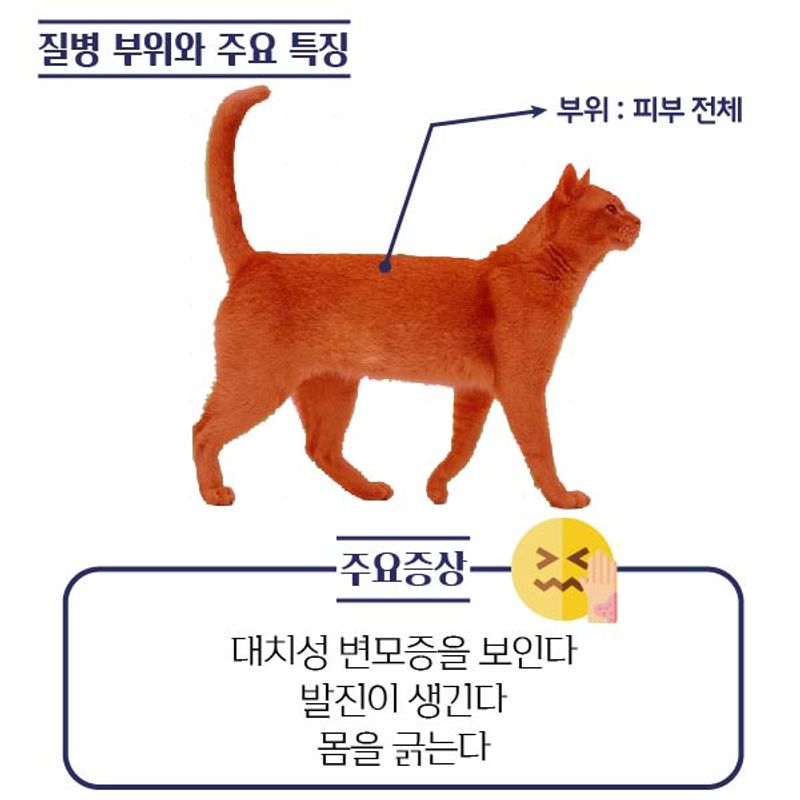 질병 부위와 주요 특징
부위 : 피부 전체
주요증상
대치성 변모증을 보인다
발진이 생긴다
몸을 긁는다